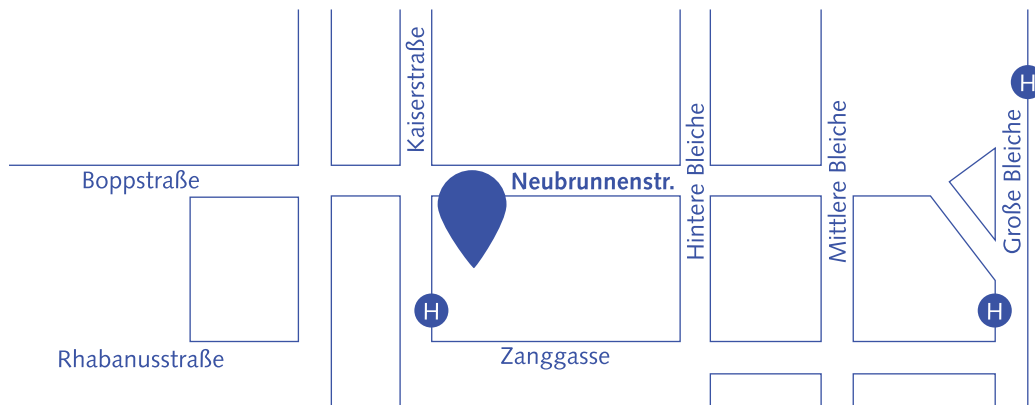 Kaiserstraße
H
Boppstraße
Neubrunnenstr.
Hintere Bleiche
Mittlere Bleiche
Große Bleiche
H
H
Rhabanusstraße
Zanggasse